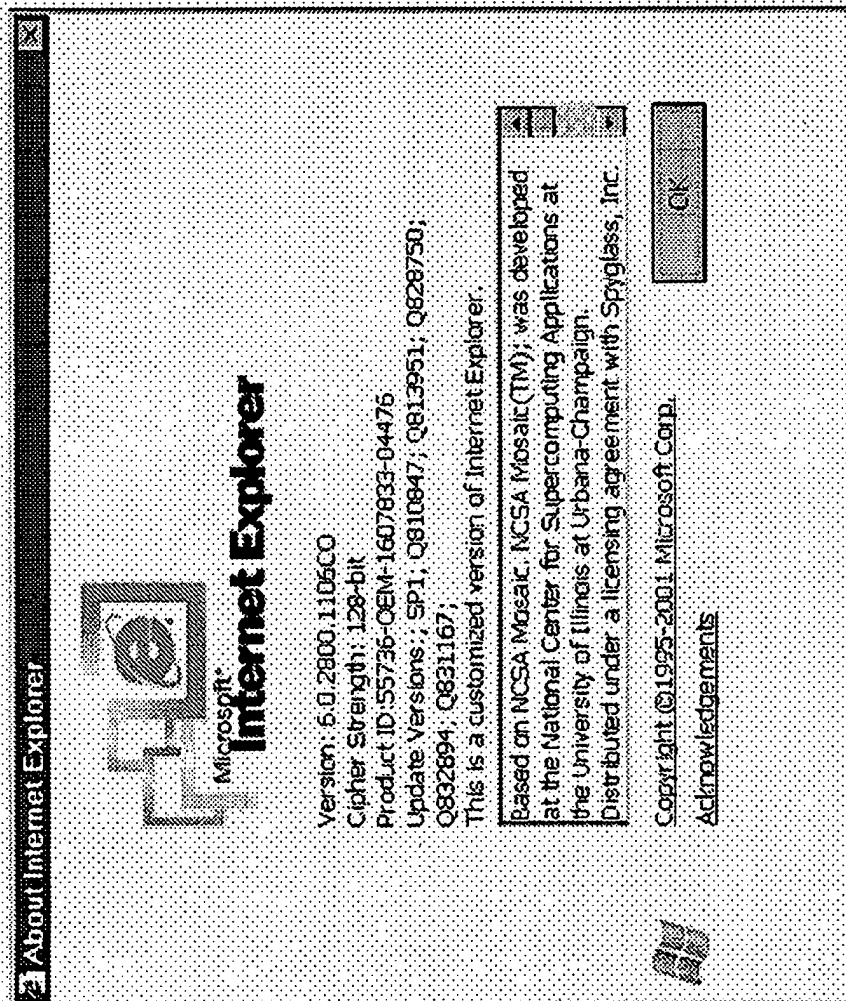 About Internet Explorer
Microsoft®
Internet Explorer
Version: 6.0.2800.1106CO
Cipher Strength: 128-bit
Product ID:55736-OEM-1607833-04476
Update Versions:; SP1; Q810847; Q813951; Q828750;
Q832894; Q831167;
This is a customized version of Internet Explorer.
Based on NCSA Mosaic. NCSA Mosaic(TM); was developed
at the National Center for Supercomputing Applications at
the University of Illinois at Urbana-Champaign.
Distributed under a licensing agreement with Spyglass, Inc.
Copyright ©1995-2001 Microsoft Corp.
OK
Acknowledgements